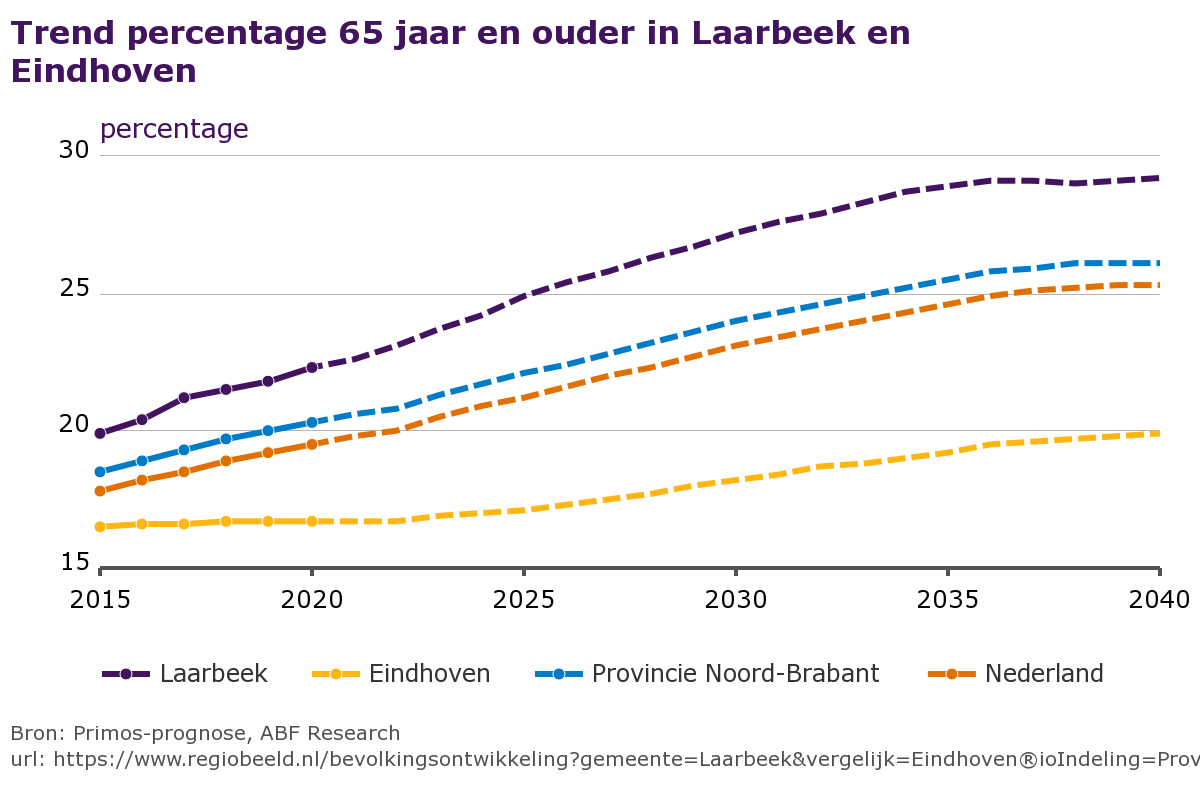 Trend percentage 65 jaar en ouder in Laarbeek en
Eindhoven
percentage
30
25
20
15
2015 2020 2025 2030 2035 2040
Laarbeek Eindhoven Provincie Noord-Brabant Nederland
Bron: Primos-prognose, ABF Research
url: https://www.regiobeeld.nl/bevolkingsontwikkeling?gemeente=Laarbeek&vergelijk=Eindhoven®ioIndeling=Prov